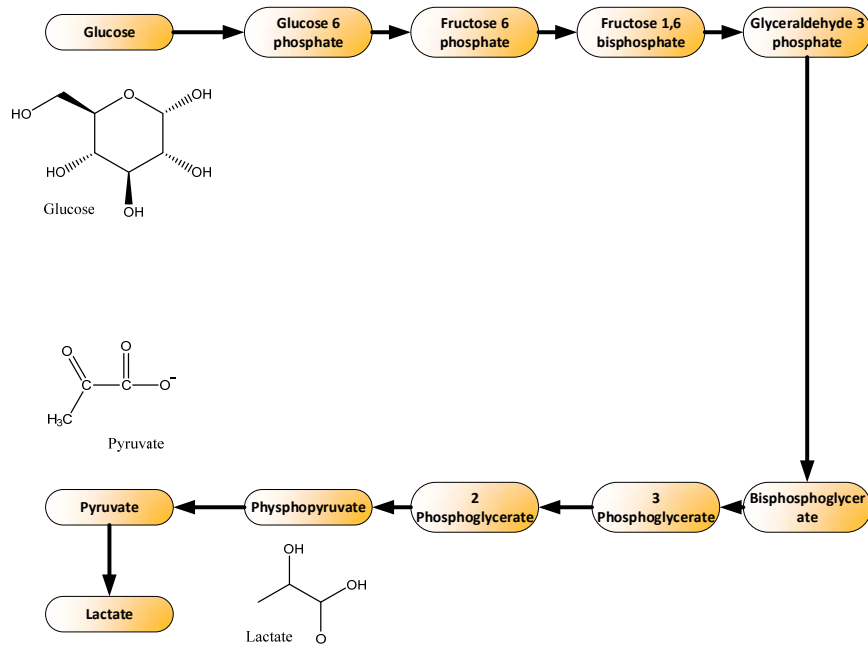 Glucose
Glucose 6
phosphate
Fructose 6
phosphate
Fructose 1,6
bisphosphate
Glyceraldehyde 3
phosphate
O
OH
HO
HO
OH
OH
Glucose
O
O
C
C
O−
H₃C
Pyruvate
Pyruvate
Physphopyruvate
2
Phosphoglycerate
3
Phosphoglycerate
Bisphosphoglycer
ate
OH
OH
O
Lactate
Lactate